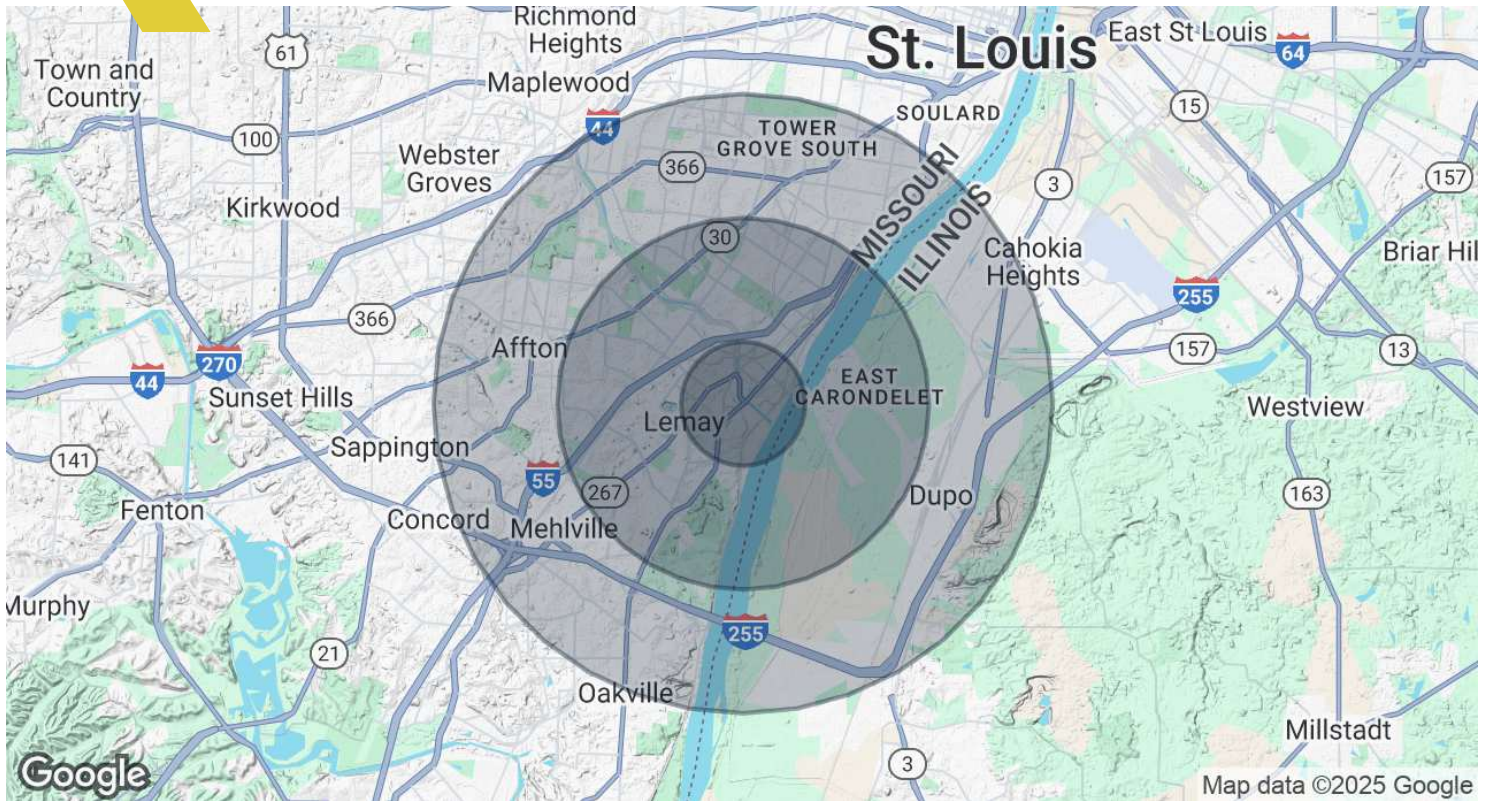 Richmond
Heights
61
St. Louis
East St Louis
64
Town and
Country
Maplewood
15
SOULARD
44
TOWER
GROVE SOUTH
100
Webster
Groves
366
MISSOURI
ILLINOIS
3
157
Kirkwood
30
Cahokia
Heights
Briar Hil
255
366
Affton
157
13
270
44
Sunset Hills
EAST
CARONDELET
Westview
Lemay
Sappington
141
55
267
Dupo
163
Fenton
Concord
Mehlville
Murphy
255
21
Oakville
Millstadt
3
Google
Map data ©2025 Google